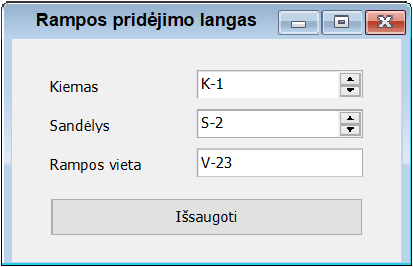 Rampos pridėjimo langas
Kiemas K-1
Sandėlys S-2
Rampos vieta V-23
Išsaugoti